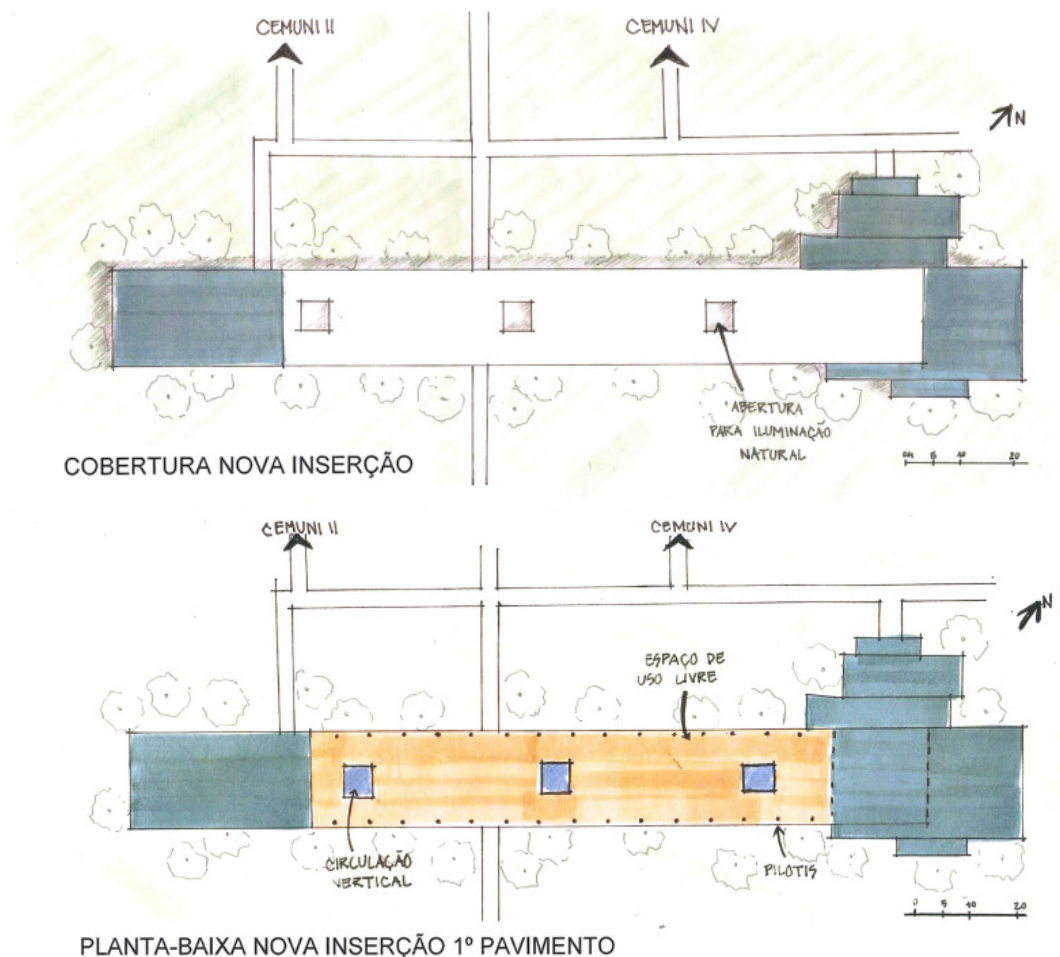 CEMUNI II
CEMUNI IV
N
ABERTURA
PARA ILUMINAÇÃO
NATURAL
COBERTURA NOVA INSERÇÃO
5 10 20
CEMUNI II
CEMUNI IV
N
ESPAÇO DE
USO LIVRE
CIRCULAÇÃO
VERTICAL
PILOTIS
0 5 10 20
PLANTA-BAIXA NOVA INSERÇÃO 1º PAVIMENTO